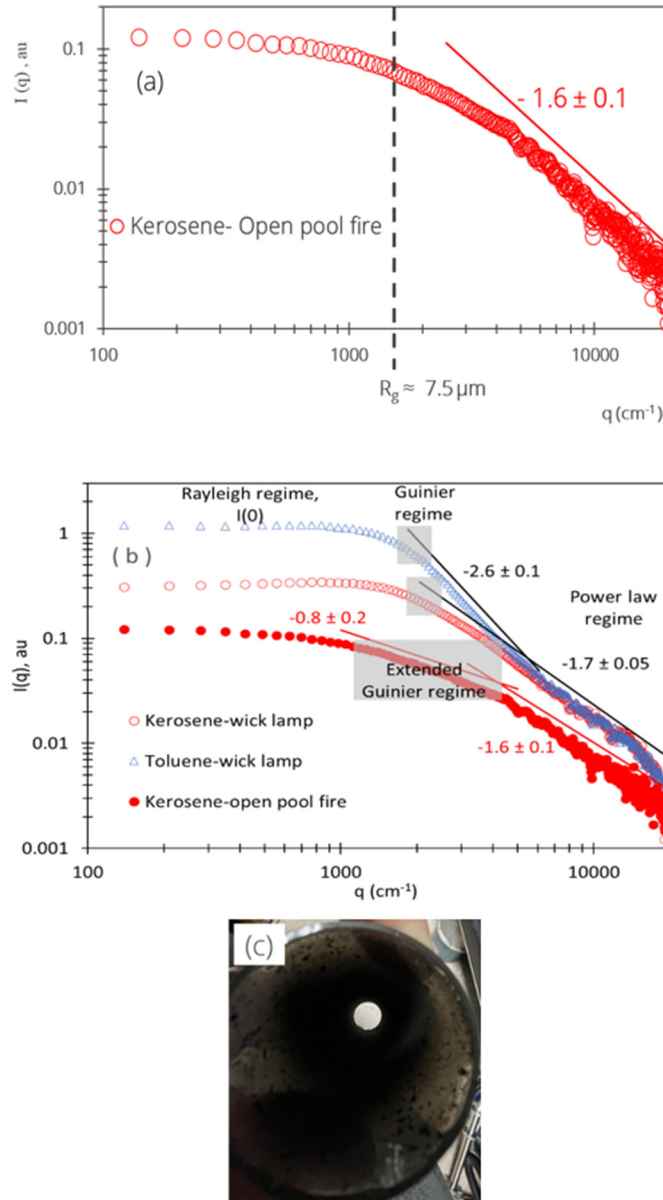 0.1
I (q) , au
(a)
- 1.6 ± 0.1
0.01
Kerosene- Open pool fire
0.001
100
1000
10000
Rg ≈ 7.5 µm
q (cm-1)
Rayleigh regime,
I(0)
Guinier
regime
1
( b )
-2.6 ± 0.1
Power law
regime
-0.8 ± 0.2
0.1
-1.7 ± 0.05
I(q), au
Extended
Guinier regime
Kerosene-wick lamp
0.01
Toluene-wick lamp
-1.6 ± 0.1
Kerosene-open pool fire
0.001
100
1000
10000
q (cm-1)
(c)